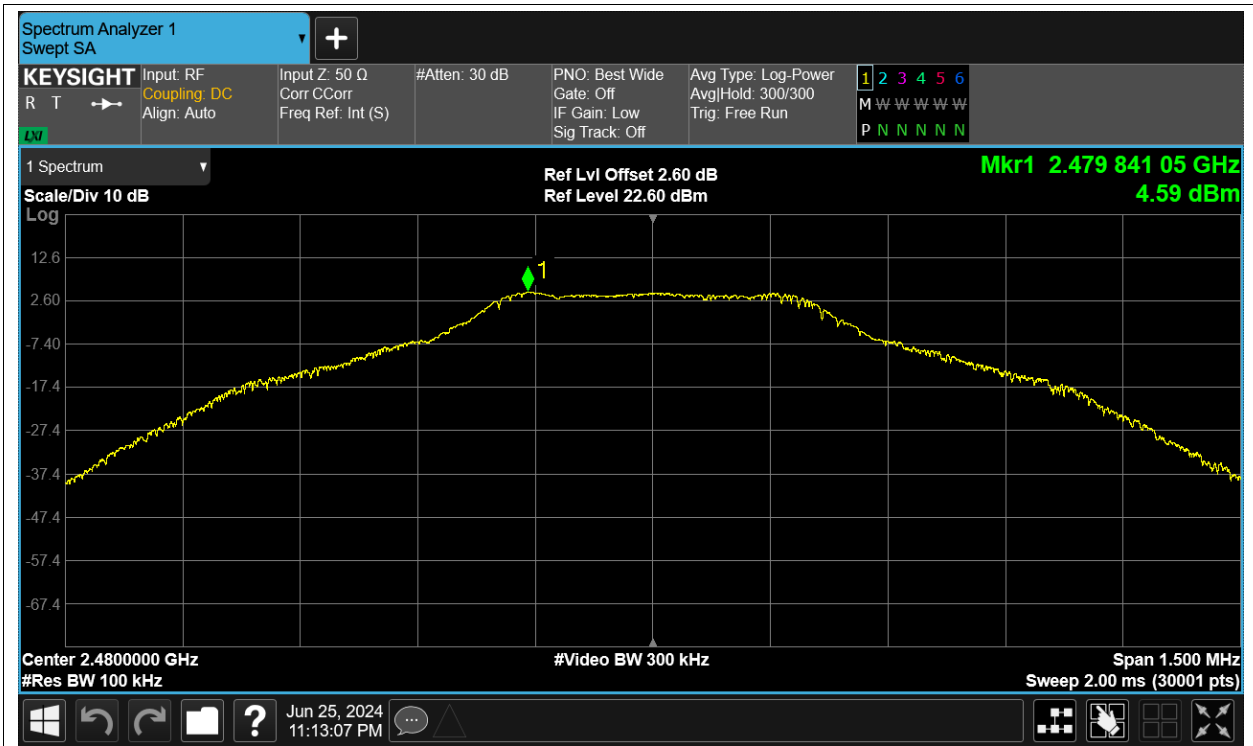 Spectrum Analyzer 1
Swept SA
KEYSIGHT
R T
LXI
Input: RF
Coupling: DC
Align: Auto
Input Z: 50 Ω
Corr CCorr
Freq Ref: Int (S)
#Atten: 30 dB
PNO: Best Wide
Gate: Off
IF Gain: Low
Sig Track: Off
Avg Type: Log-Power
Avg|Hold: 300/300
Trig: Free Run
1 2 3 4 5 6
M W W W W W
P N N N N N
1 Spectrum
Scale/Div 10 dB
Log
Ref Lvl Offset 2.60 dB
Ref Level 22.60 dBm
Mkr1 2.479 841 05 GHz
4.59 dBm
1
12.6
2.60
-7.40
-17.4
-27.4
-37.4
-47.4
-57.4
-67.4
Center 2.4800000 GHz
#Video BW 300 kHz
Span 1.500 MHz
#Res BW 100 kHz
Sweep 2.00 ms (30001 pts)
?
Jun 25, 2024
11:13:07 PM